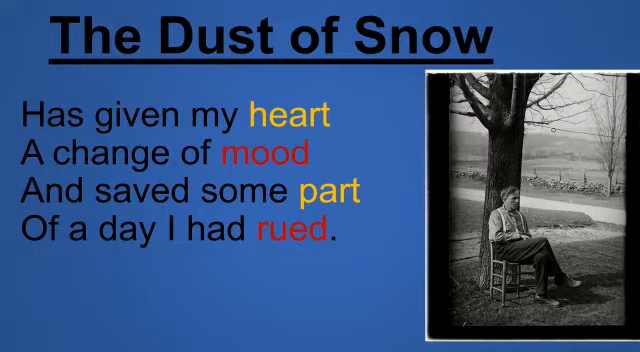 The Dust of Snow
Has given my heart
A change of mood
And saved some part
Of a day I had rued.